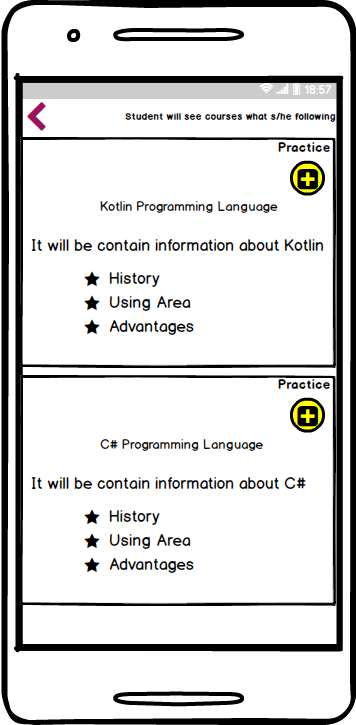 18:57
Student will see courses what s/he following
Practice
Kotlin Programming Language
It will be contain information about Kotlin
History
Using Area
Advantages
Practice
C# Programming Language
It will be contain information about C#
History
Using Area
Advantages